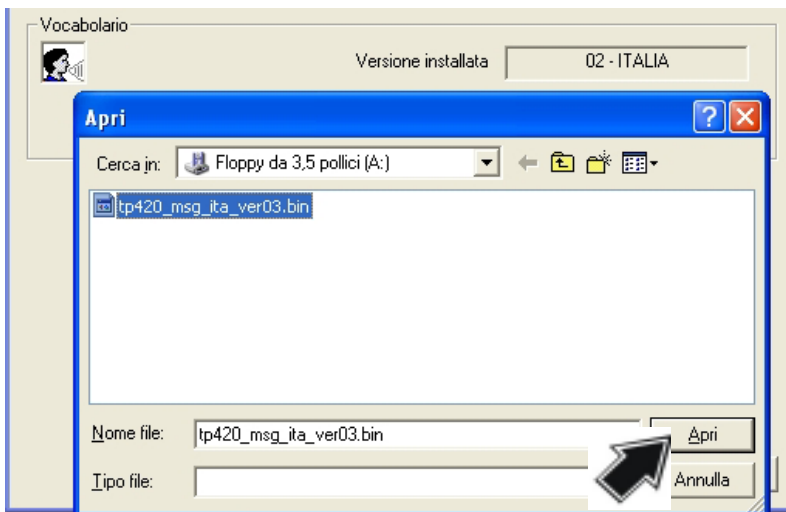 Vocabolario
Versione installata 02 - ITALIA
Apri
Cerca in: Floppy da 3,5 pollici (A:)
tp420_msg_ita_ver03.bin
Nome file: tp420_msg_ita_ver03.bin Apri
Tipo file: Annulla